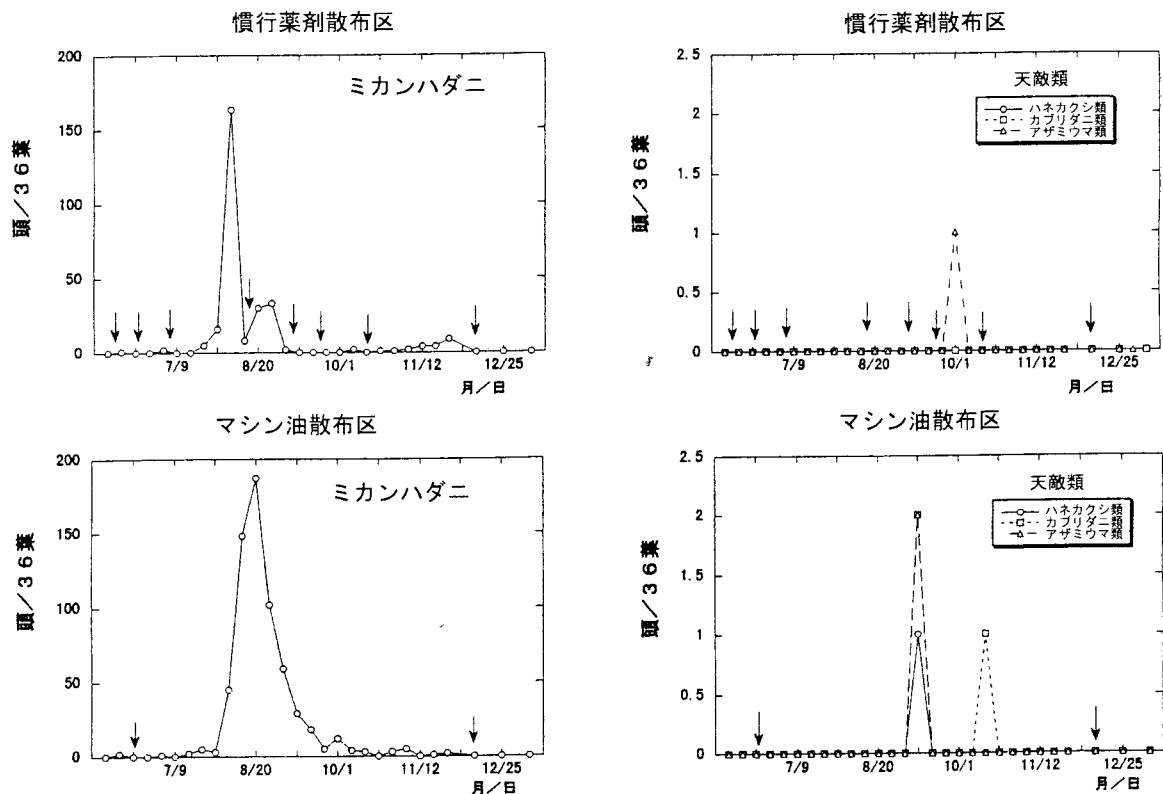 慣行薬剤散布区
ミカンハダニ
頭/36葉
200
150
100
50
0
7/9 8/20 10/1 11/12 12/25
月/日
慣行薬剤散布区
天敵類
ハネカクシ類
カブリダニ類
アザミウマ類
頭/36葉
2.5
2
1.5
1
0.5
0
7/9 8/20 10/1 11/12 12/25
月/日
マシン油散布区
ミカンハダニ
頭/36葉
200
150
100
50
0
7/9 8/20 10/1 11/12 12/25
月/日
マシン油散布区
天敵類
ハネカクシ類
カブリダニ類
アザミウマ類
頭/36葉
2.5
2
1.5
1
0.5
0
7/9 8/20 10/1 11/12 12/25
月/日